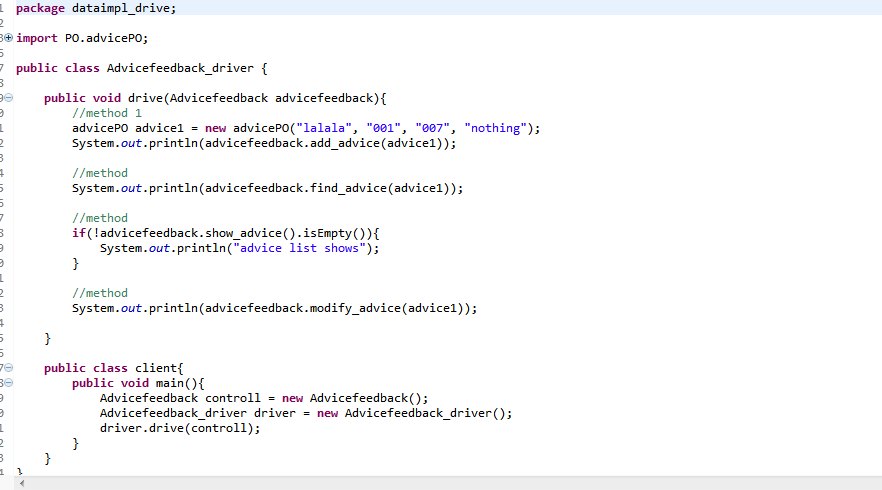 package dataimpl_drive;
import PO.advicePO;
public class Advicefeedback_driver {
public void drive(Advicefeedback advicefeedback){
//method 1
advicePO advice1 = new advicePO("lalala", "001", "007", "nothing");
System.out.println(advicefeedback.add_advice(advice1));
//method
System.out.println(advicefeedback.find_advice(advice1));
//method
if(!advicefeedback.show_advice().isEmpty()){
System.out.println("advice list shows");
}
//method
System.out.println(advicefeedback.modify_advice(advice1));
}
public class client{
public void main(){
Advicefeedback controll = new Advicefeedback();
Advicefeedback_driver driver = new Advicefeedback_driver();
driver.drive(controll);
}
}
}